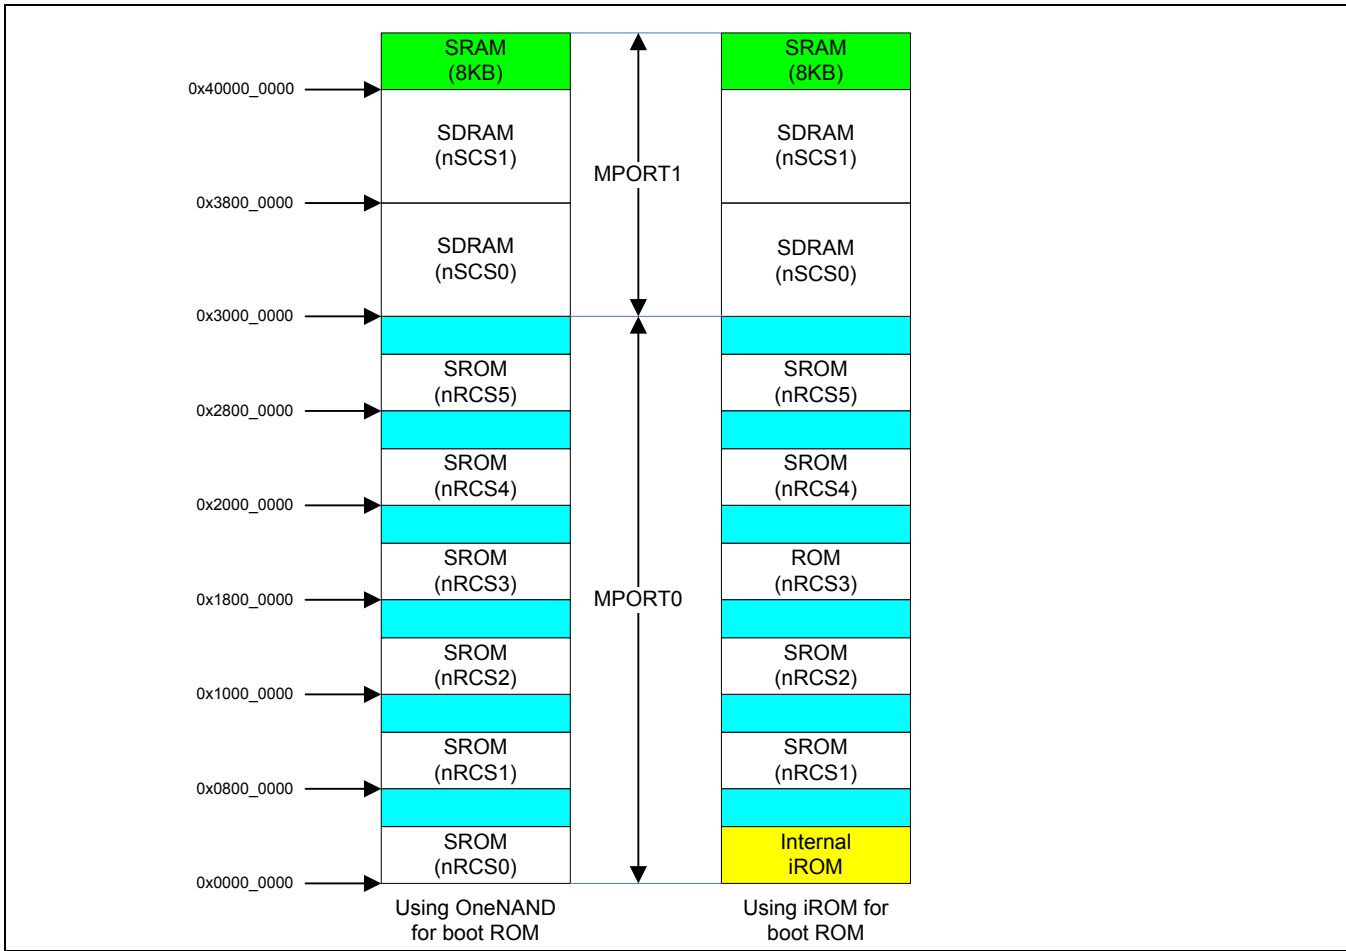 SRAM
(8KB)
SRAM
(8KB)
0x40000_0000
SDRAM
(nSCS1)
SDRAM
(nSCS1)
MPORT1
0x3800_0000
SDRAM
(nSCS0)
SDRAM
(nSCS0)
0x3000_0000
SROM
(nRCS5)
SROM
(nRCS5)
0x2800_0000
SROM
(nRCS4)
SROM
(nRCS4)
0x2000_0000
SROM
(nRCS3)
ROM
(nRCS3)
0x1800_0000
MPORT0
SROM
(nRCS2)
SROM
(nRCS2)
0x1000_0000
SROM
(nRCS1)
SROM
(nRCS1)
0x0800_0000
SROM
(nRCS0)
Internal
iROM
0x0000_0000
Using OneNAND
for boot ROM
Using iROM for
boot ROM